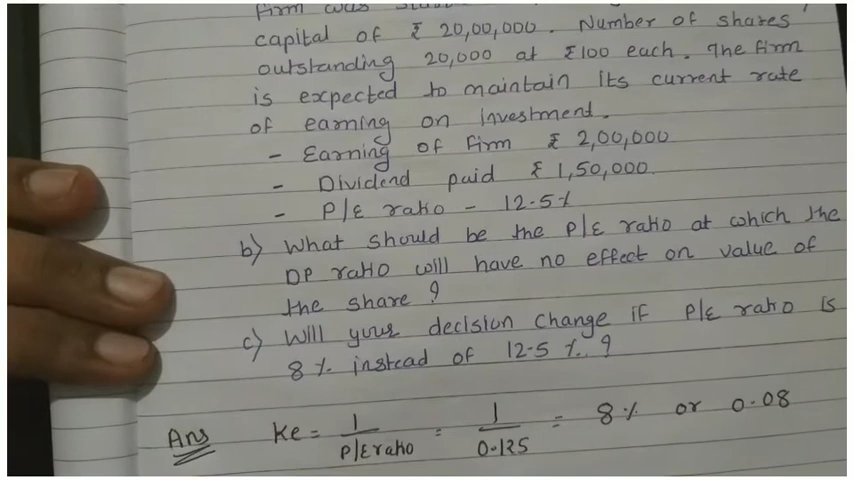 Firm was
capital of ₹ 20,00,000. Number of shares
outstanding 20,000 at ₹100 each. The firm
is expected to maintain its current rate
of earning on investment.
- Earning of firm ₹ 2,00,000
- Dividend paid ₹ 1,50,000
- P/E ratio - 12.5%
b) What should be the P/E ratio at which the
DP ratio will have no effect on value of
the share ?
c) Will your decision change if P/E ratio is
8 % instead of 12.5 % ?
Ans Ke = 1/P/E ratio = 1/0.125 = 8% or 0.08